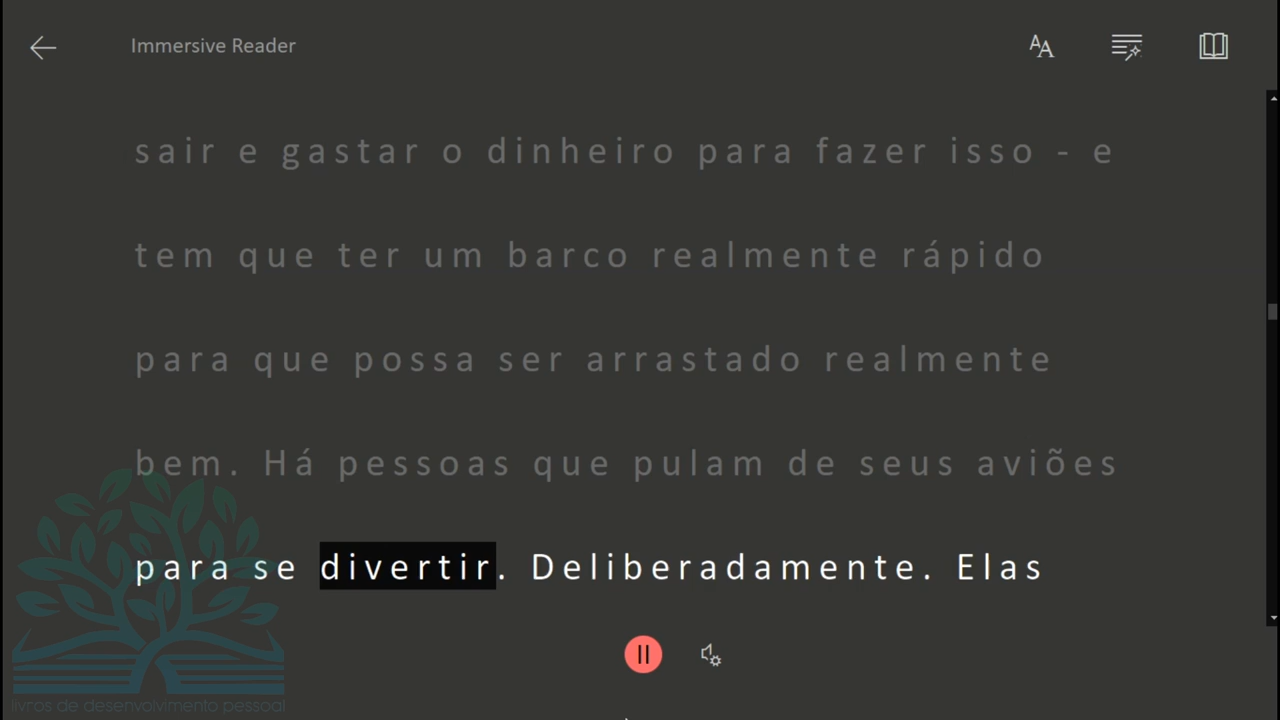 Immersive Reader
sair e gastar o dinheiro para fazer isso - e
tem que ter um barco realmente rápido
para que possa ser arrastado realmente
bem. Há pessoas que pulam de seus aviões
para se divertir. Deliberadamente. Elas
livros de desenvolvimento pessoal